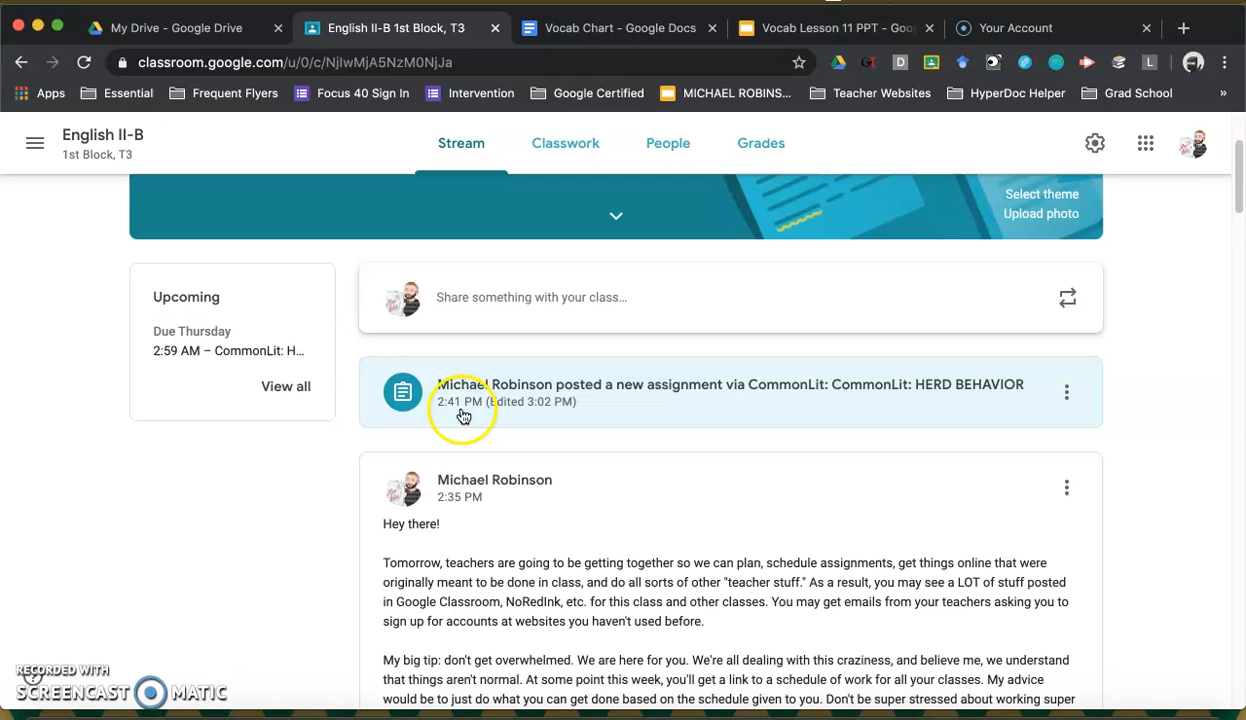 My Drive - Google Drive
English II-B 1st Block, T3
Vocab Chart - Google Docs
Vocab Lesson 11 PPT - Goo
Your Account
classroom.google.com/u/0/c/NjIwMjA5NzM0NjJa
Apps
Essential
Frequent Flyers
Focus 40 Sign In
Intervention
Google Certified
MICHAEL ROBINS...
Teacher Websites
HyperDoc Helper
Grad School
»
English II-B
1st Block, T3
Stream
Classwork
People
Grades
Select theme
Upload photo
Upcoming
Due Thursday
2:59 AM – CommonLit: H...
View all
Share something with your class...
Michael Robinson posted a new assignment via CommonLit: CommonLit: HERD BEHAVIOR
2:41 PM (Edited 3:02 PM)
Michael Robinson
2:35 PM
Hey there!
Tomorrow, teachers are going to be getting together so we can plan, schedule assignments, get things online that were
originally meant to be done in class, and do all sorts of other "teacher stuff." As a result, you may see a LOT of stuff posted
in Google Classroom, NoRedInk, etc. for this class and other classes. You may get emails from your teachers asking you to
sign up for accounts at websites you haven't used before.
My big tip: don't get overwhelmed. We are here for you. We're all dealing with this craziness, and believe me, we understand
that things aren't normal. At some point this week, you'll get a link to a schedule of work for all your classes. My advice
would be to just do what you can get done based on the schedule given to you. Don't be super stressed about working super
RECORDED WITH
SCREENCAST MATIC